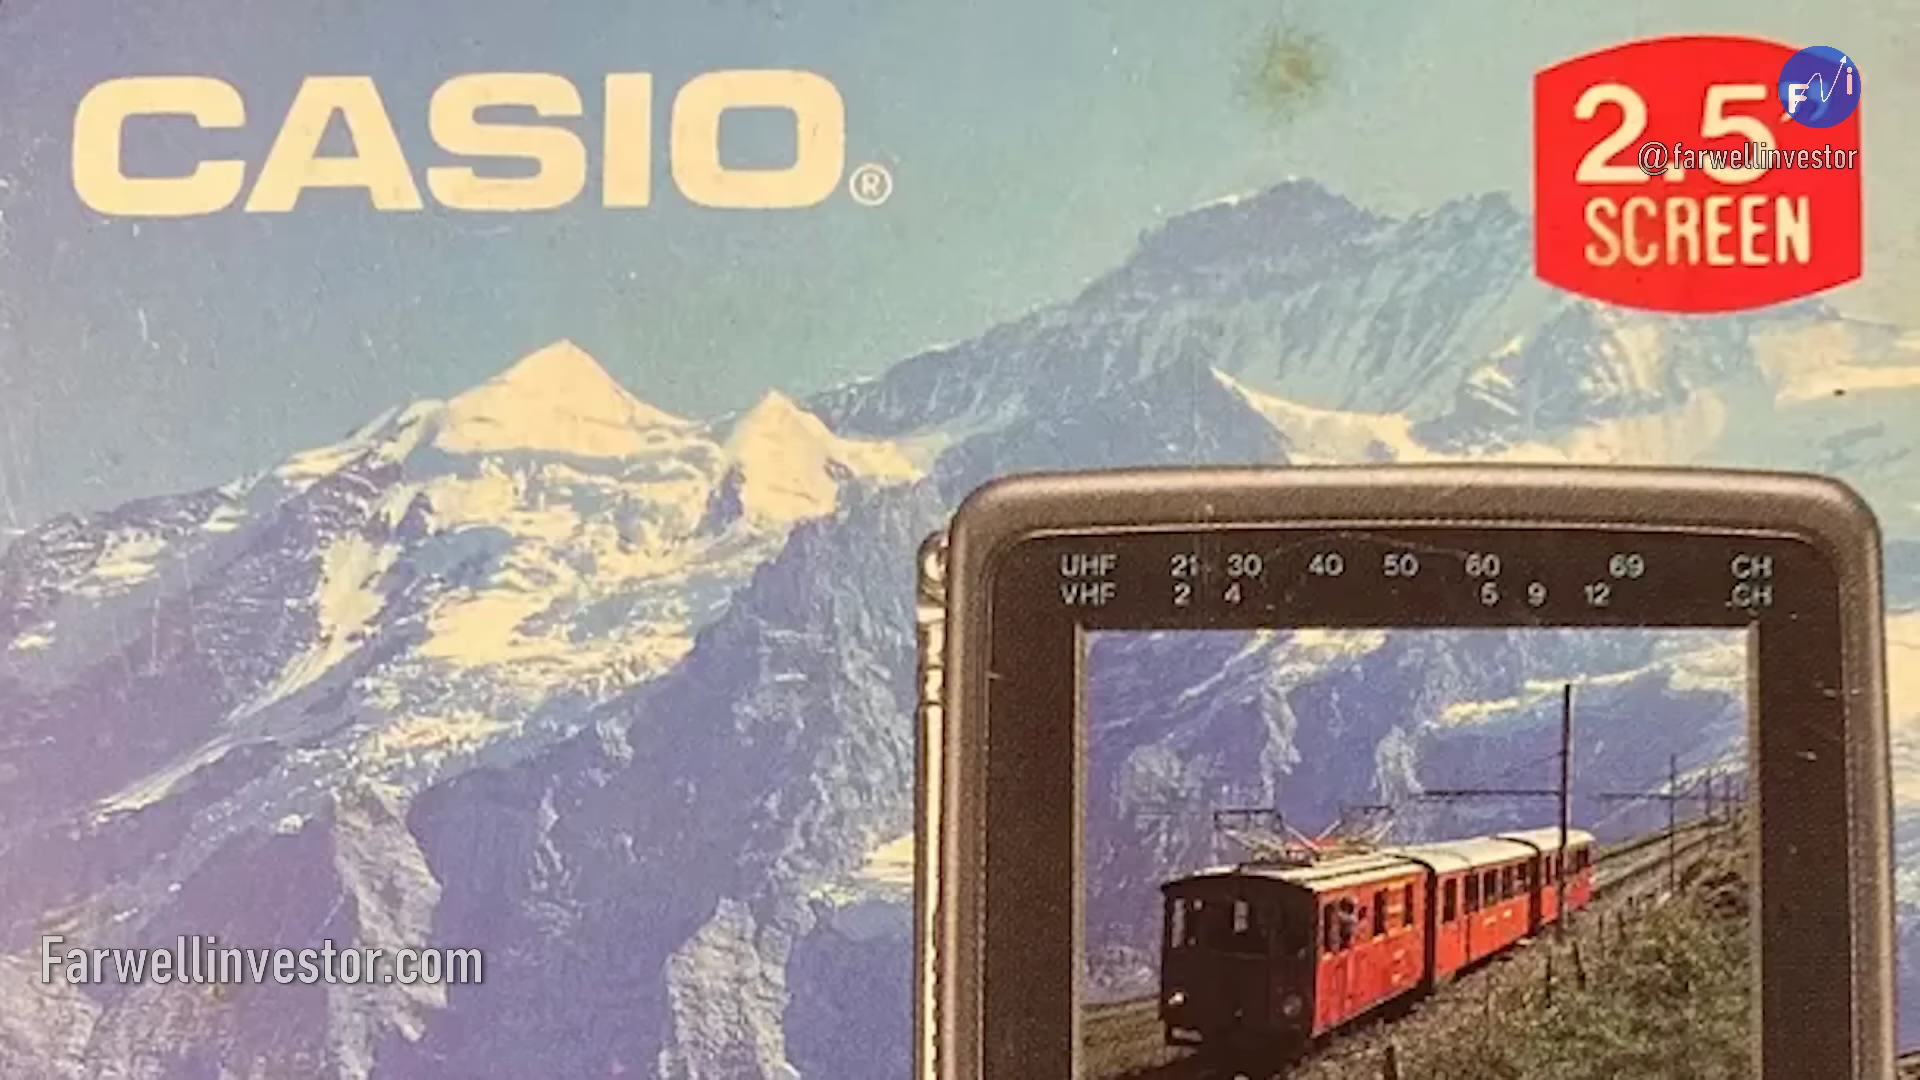 CASIO®
2.5"
SCREEN
Fi
@farwellinvestor
UHF 21 30 40 50 60 69 CH
VHF 2 4 5 9 12 CH
Farwellinvestor.com